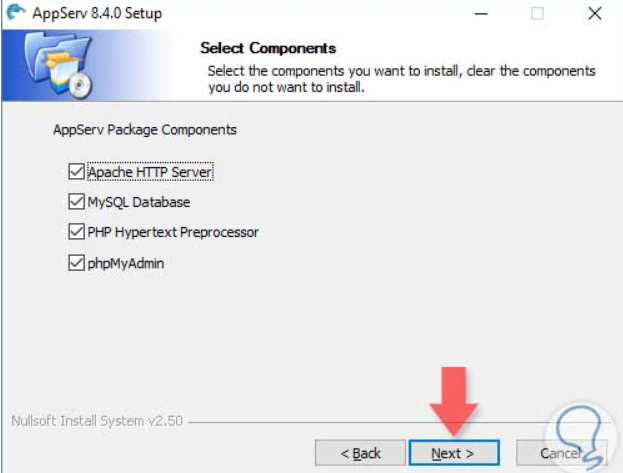 AppServ 8.4.0 Setup
Select Components
Select the components you want to install, clear the components
you do not want to install.
AppServ Package Components
Apache HTTP Server
MySQL Database
PHP Hypertext Preprocessor
phpMyAdmin
Nullsoft Install System v2.50
< Back
Next >
Cancel